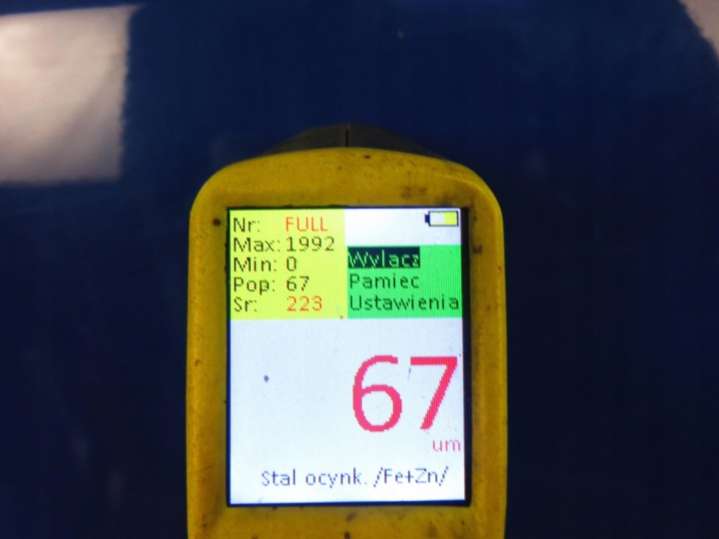 Nr: FULL
Max: 1992
Min: 0
Pop: 67
Sr: 223
Wylacz
Pamiec
Ustawienia
67
um
Stal ocynk. /Fe+Zn/